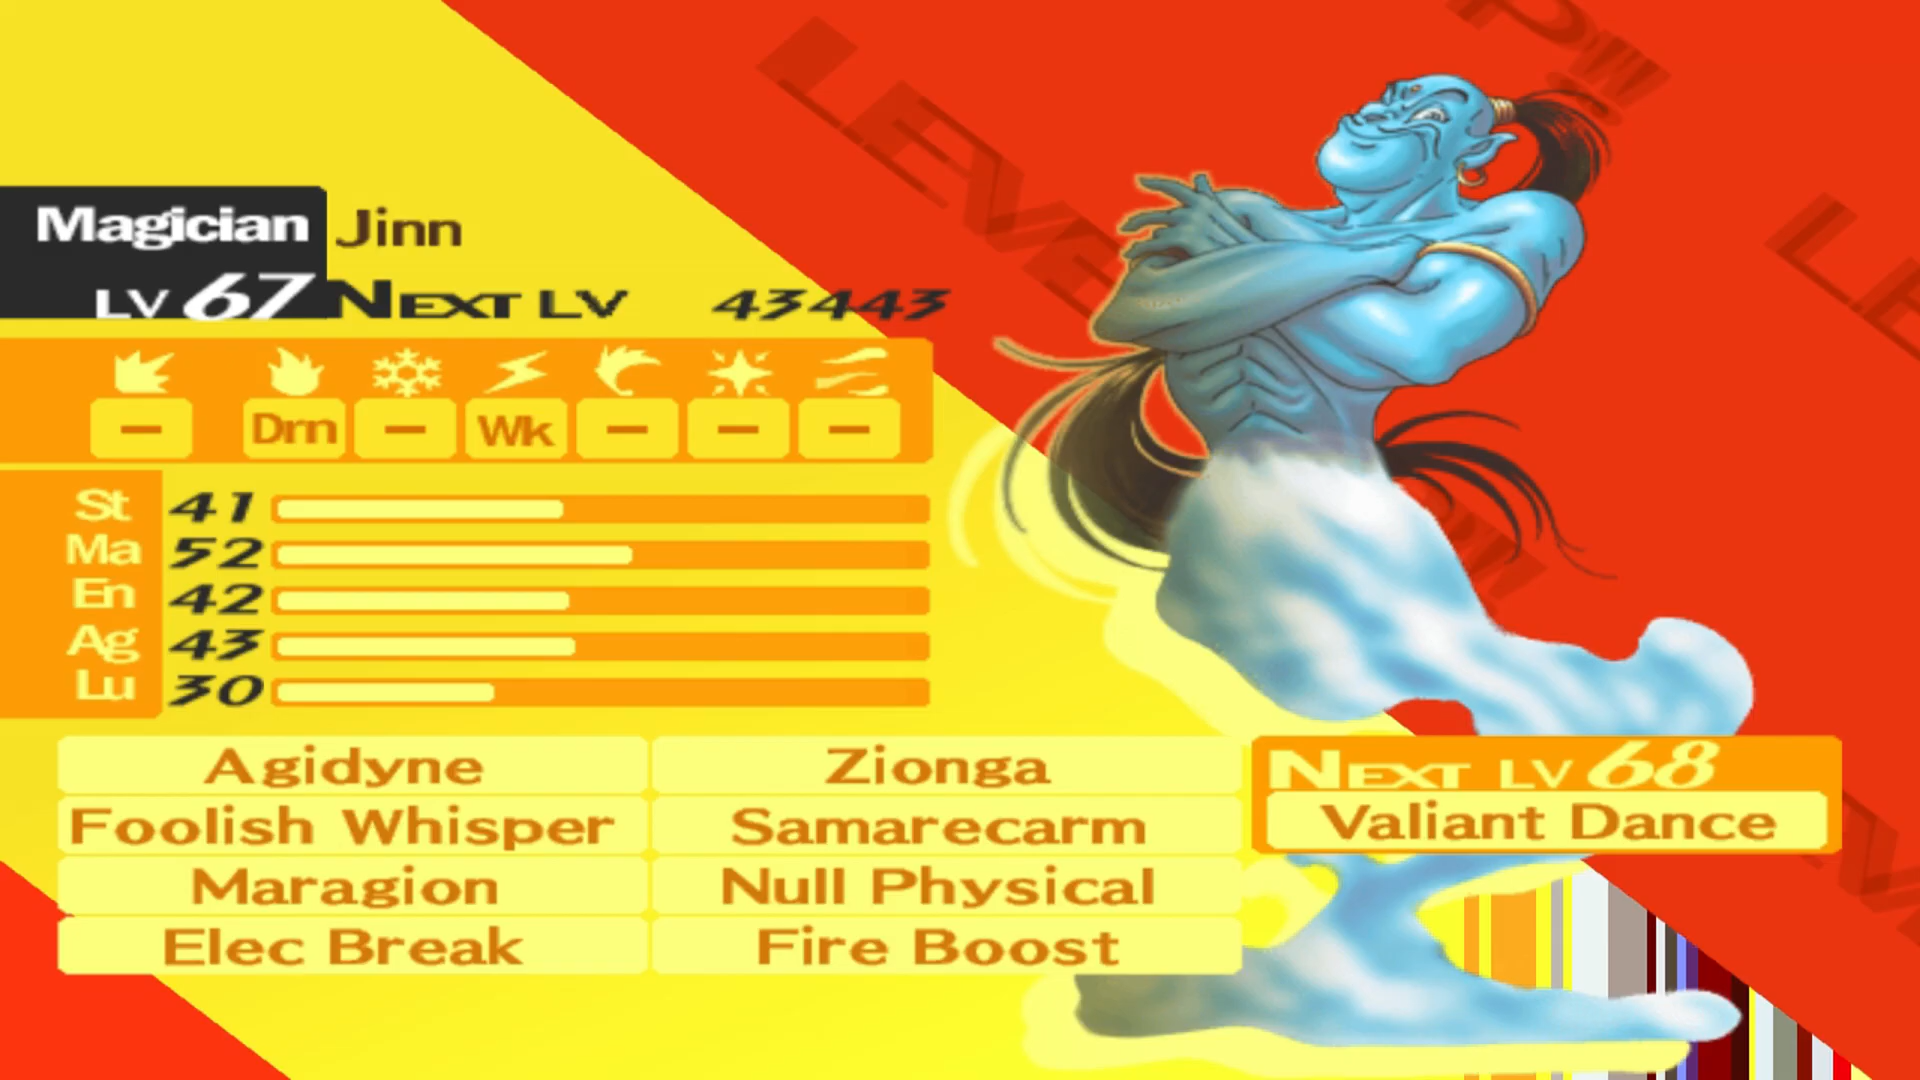 Magician Jinn
LV 67 NEXT LV 43443
– Drn – Wk – – –
St 41
Ma 52
En 42
Ag 43
Lu 30
Agidyne Zionga
Foolish Whisper Samarecarm
Maragion Null Physical
Elec Break Fire Boost
NEXT LV 68
Valiant Dance